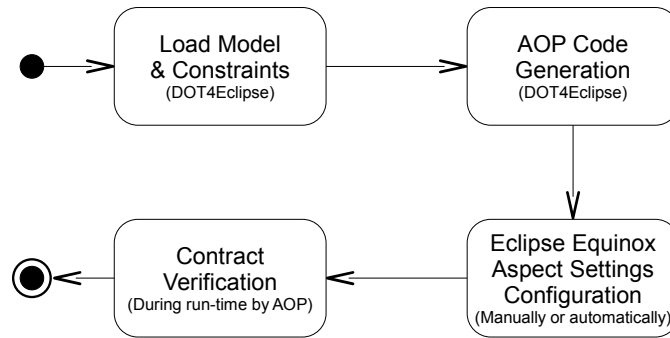 Load Model
& Constraints
(DOT4Eclipse)
AOP Code
Generation
(DOT4Eclipse)
Eclipse Equinox
Aspect Settings
Configuration
(Manually or automatically)
Contract
Verification
(During run-time by AOP)